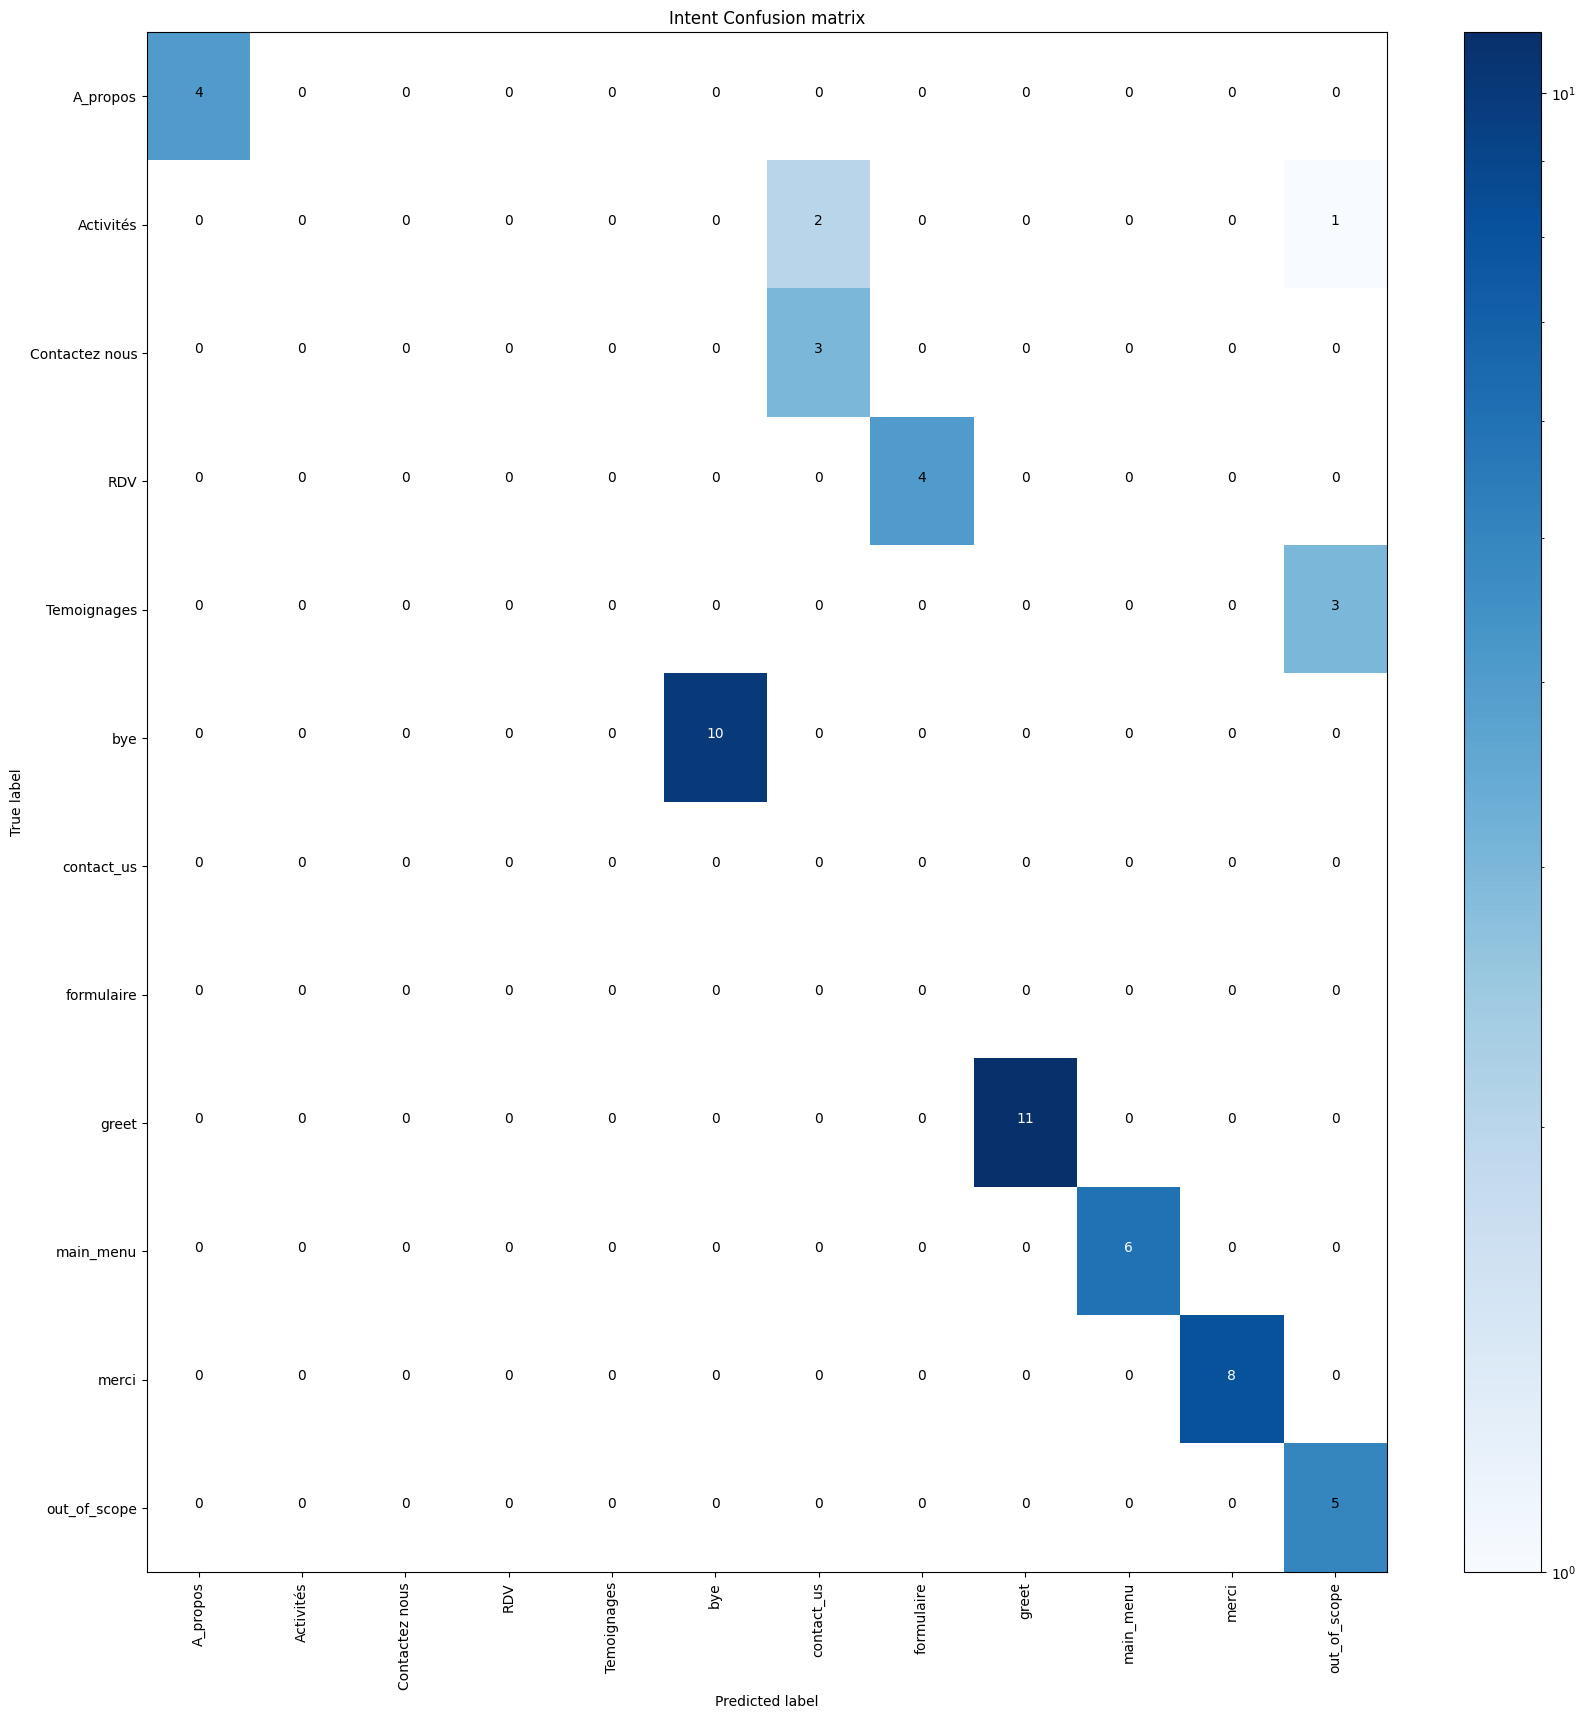 Intent Confusion matrix
A_propos 4 0 0 0 0 0 0 0 0 0 0 0
Activités 0 0 0 0 0 0 2 0 0 0 0 1
Contactez nous 0 0 0 0 0 0 3 0 0 0 0 0
RDV 0 0 0 0 0 0 0 4 0 0 0 0
Temoignages 0 0 0 0 0 0 0 0 0 0 0 3
bye 0 0 0 0 0 10 0 0 0 0 0 0
contact_us 0 0 0 0 0 0 0 0 0 0 0 0
formulaire 0 0 0 0 0 0 0 0 0 0 0 0
greet 0 0 0 0 0 0 0 0 11 0 0 0
main_menu 0 0 0 0 0 0 0 0 0 6 0 0
merci 0 0 0 0 0 0 0 0 0 0 8 0
out_of_scope 0 0 0 0 0 0 0 0 0 0 0 5
True label
A_propos
Activités
Contactez nous
RDV
Temoignages
bye
contact_us
formulaire
greet
main_menu
merci
out_of_scope
Predicted label
10¹
10⁰